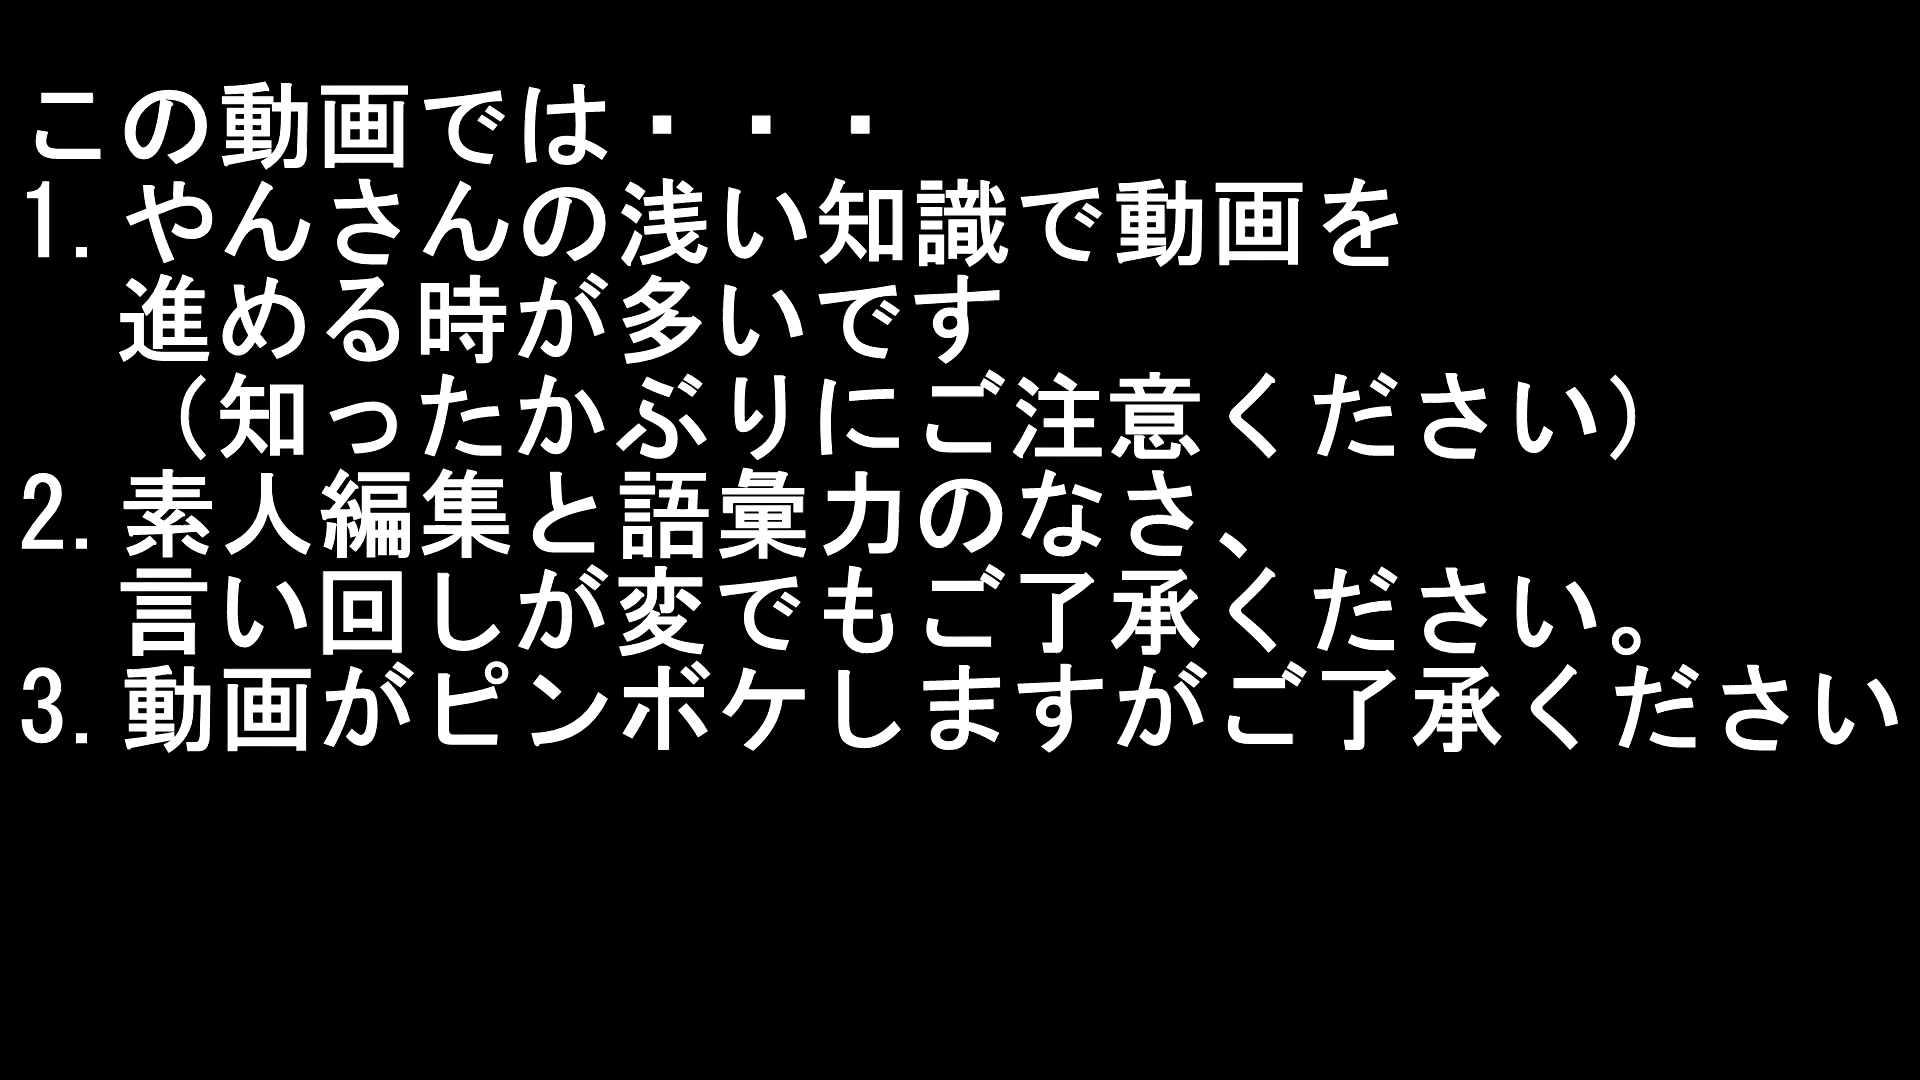 この動画では・・・
1.やんさんの浅い知識で動画を
進める時が多いです
(知ったかぶりにご注意ください)
2.素人編集と語彙力のなさ、
言い回しが変でもご了承ください。
3.動画がピンボケしますがご了承ください